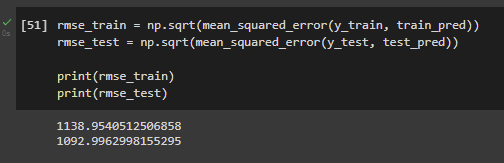 [51] rmse_train = np.sqrt(mean_squared_error(y_train, train_pred))
rmse_test = np.sqrt(mean_squared_error(y_test, test_pred))
print(rmse_train)
print(rmse_test)
0s
1138.9540512506858
1092.9962998155295